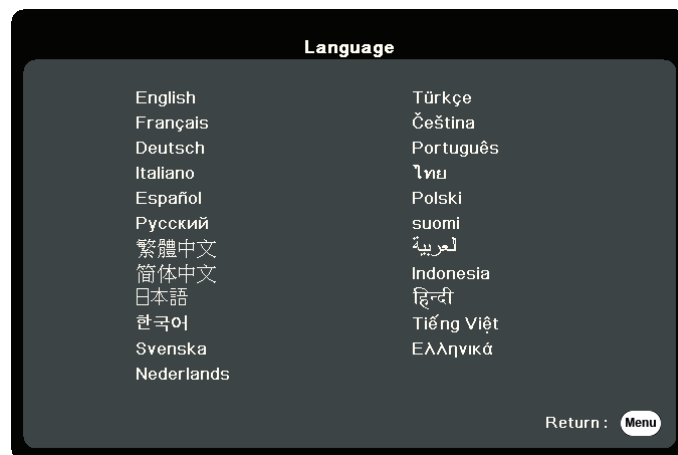 Language
English
Français
Deutsch
Italiano
Español
Русский
繁體中文
简体中文
日本語
한국어
Svenska
Nederlands
Türkçe
Čeština
Português
ไทย
Polski
suomi
لعربية
Indonesia
हिन्दी
Tiếng Việt
Ελληνικά
Return: Menu